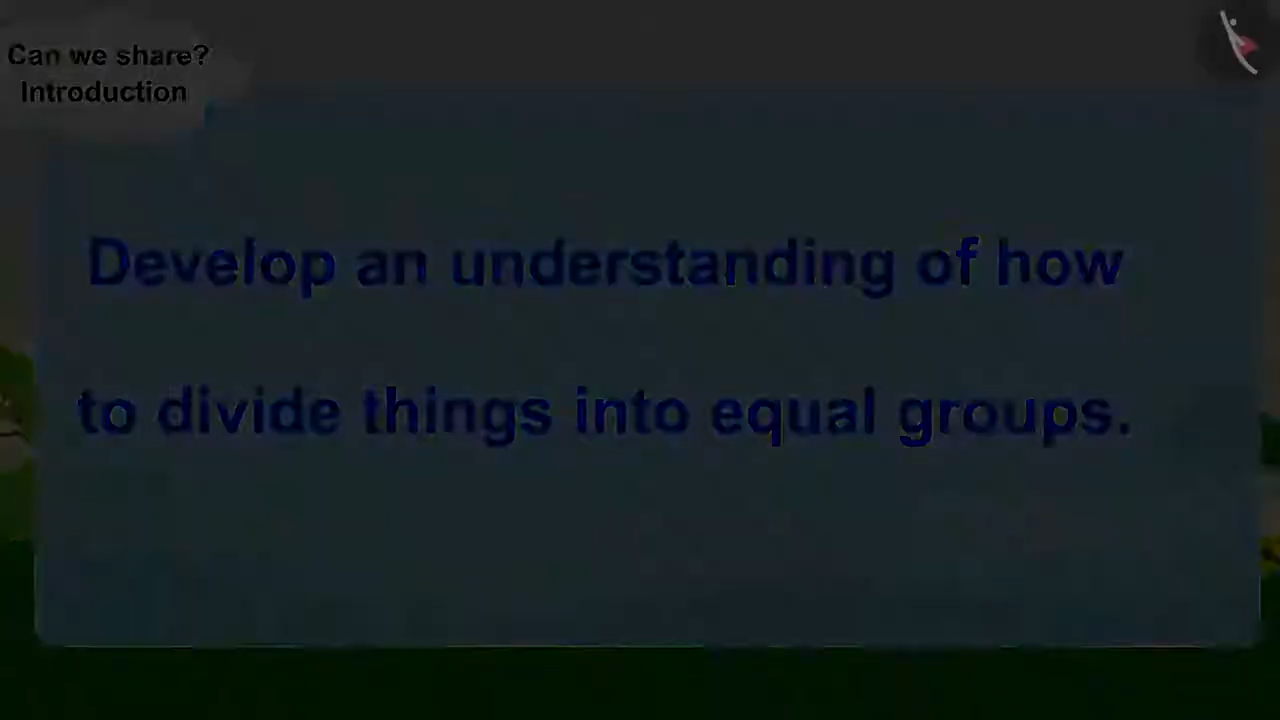 Can we share?
Introduction
Develop an understanding of how
to divide things into equal groups.